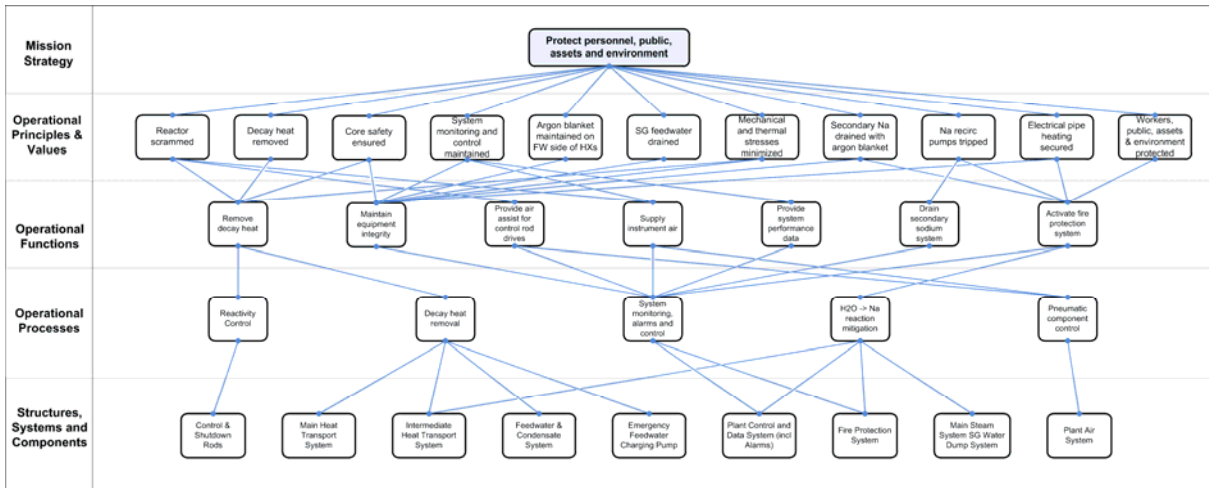 Mission
Strategy
Protect personnel, public,
assets and environment
Operational
Principles &
Values
Reactor
scrammed
Decay heat
removed
Core safety
ensured
System
monitoring and
control
maintained
Argon blanket
maintained on
FW side of HXs
SG feedwater
drained
Mechanical
and thermal
stresses
minimized
Secondary Na
drained with
argon blanket
Na recirc
pumps tripped
Electrical pipe
heating
secured
Workers,
public, assets
& environment
protected
Operational
Functions
Remove
decay heat
Maintain
equipment
integrity
Provide air
assist for
control rod
drives
Supply
instrument air
Provide
system
performance
data
Drain
secondary
sodium
system
Activate fire
protection
system
Operational
Processes
Reactivity
Control
Decay heat
removal
System
monitoring,
alarms and
control
H2O -> Na
reaction
mitigation
Pneumatic
component
control
Structures,
Systems and
Components
Control &
Shutdown
Rods
Main Heat
Transport
System
Intermediate
Heat Transport
System
Feedwater &
Condensate
System
Emergency
Feedwater
Charging Pump
Plant Control and
Data System (incl
Alarms)
Fire Protection
System
Main Steam
System SG Water
Dump System
Plant Air
System